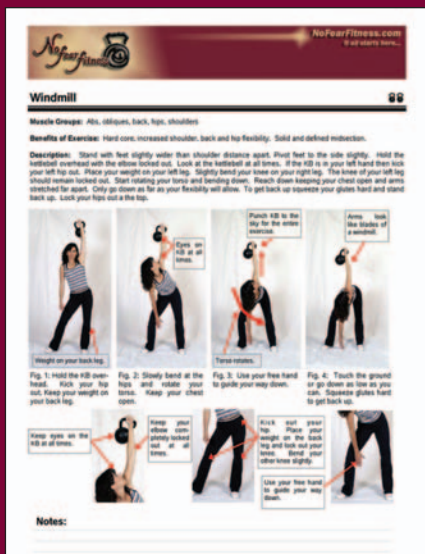 No Fear Fitness
NoFearFitness.com
It all starts here...
Windmill
Muscle Groups: Abs, obliques, back, hips, shoulders
Benefits of Exercise: Hard core, increased shoulder, back and hip flexibility. Solid and defined midsection.
Description: Stand with feet slightly wider than shoulder distance apart. Pivot feet to the side slightly. Hold the
kettlebell overhead with the elbow locked out. Look at the kettlebell at all times. If the KB is in your left hand then kick
your left hip out. Place your weight on your left leg. Slightly bend your knee on your right leg. The knee of your left leg
should remain locked out. Start rotating your torso and bending down. Reach down keeping your chest open and arms
stretched far apart. Only go down as far as your flexibility will allow. To get back up squeeze your glutes hard and stand
back up. Lock your hips out a the top.
Weight on your back leg.
Eyes on
KB at all
times.
Punch KB to the
sky for the entire
exercise.
Torso rotates.
Arms look
like blades of
a windmill.
Fig. 1: Hold the KB over-
head. Kick your hip
out. Keep your weight on
your back leg.
Fig. 2: Slowly bend at the
hips and rotate your
torso. Keep your chest
open.
Fig. 3: Use your free hand
to guide your way down.
Fig. 4: Touch the ground
or go down as low as you
can. Squeeze glutes hard
to get back up.
Keep eyes on
the KB at all times.
Keep your
elbow com-
pletely locked
out at all
times.
Kick out your
hip. Place your
weight on the back
leg and lock out your
knee. Bend your
other knee slightly.
Use your free hand
to guide your way
down.
Notes: